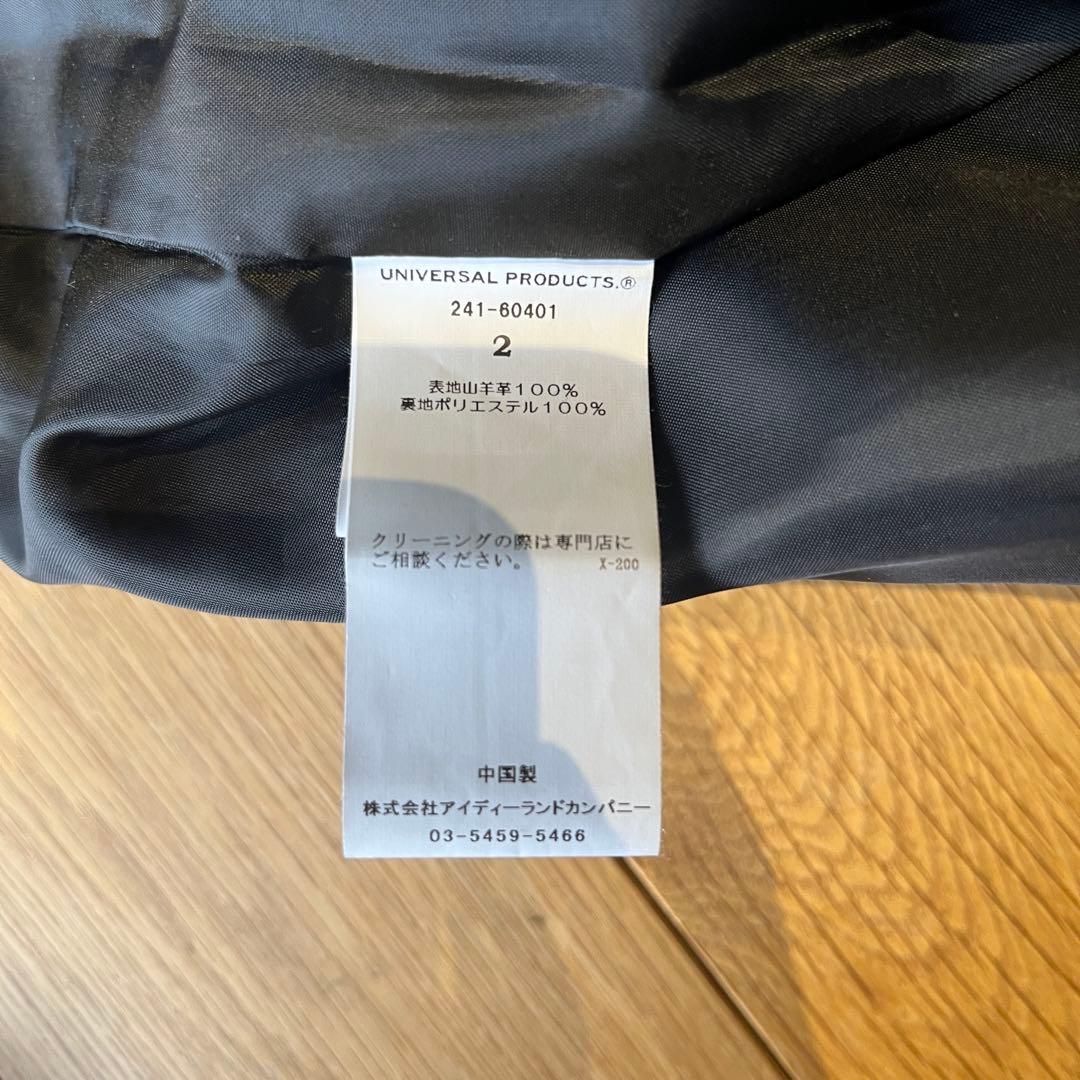 UNIVERSAL PRODUCTS.®
241-60401
2
表地山羊革100%
裏地ポリエステル100%
クリーニングの際は専門店に
ご相談ください。 X-200
中国製
株式会社アイディーランドカンパニー
03-5459-5466